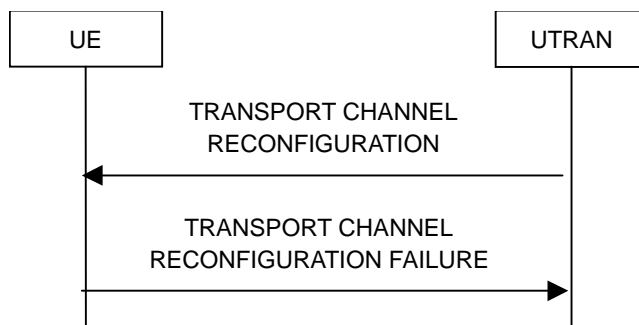 UE
UTRAN
TRANSPORT CHANNEL
RECONFIGURATION
TRANSPORT CHANNEL
RECONFIGURATION FAILURE